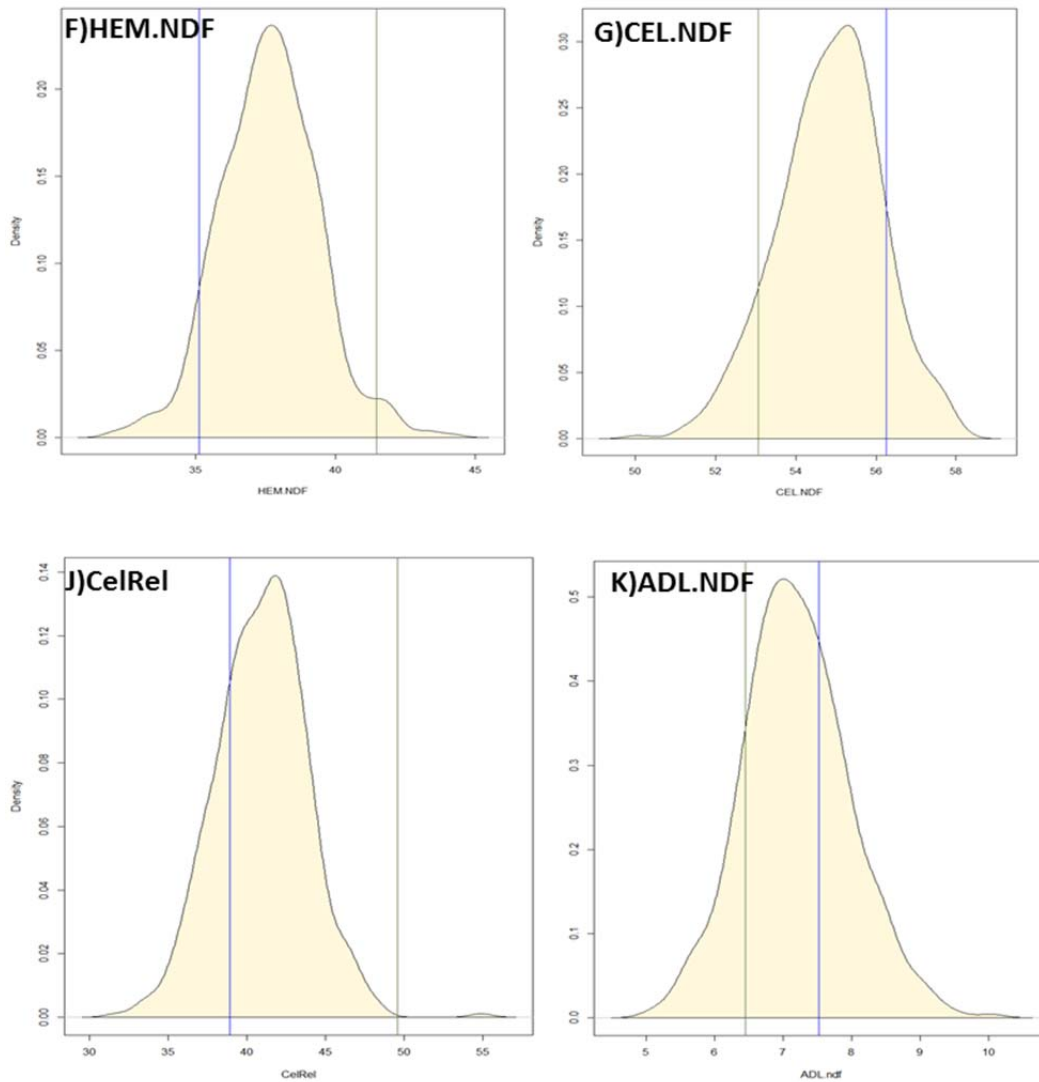 F)HEM.NDF
Density
0.00 0.05 0.10 0.15 0.20
35 40 45
HEM.NDF
G)CEL.NDF
Density
0.00 0.05 0.10 0.15 0.20 0.25 0.30
50 52 54 56 58
CEL.NDF
J)CelRel
Density
0.00 0.02 0.04 0.06 0.08 0.10 0.12 0.14
30 35 40 45 50 55
CelRel
K)ADL.NDF
0.0 0.1 0.2 0.3 0.4 0.5
5 6 7 8 9 10
ADL.ndf